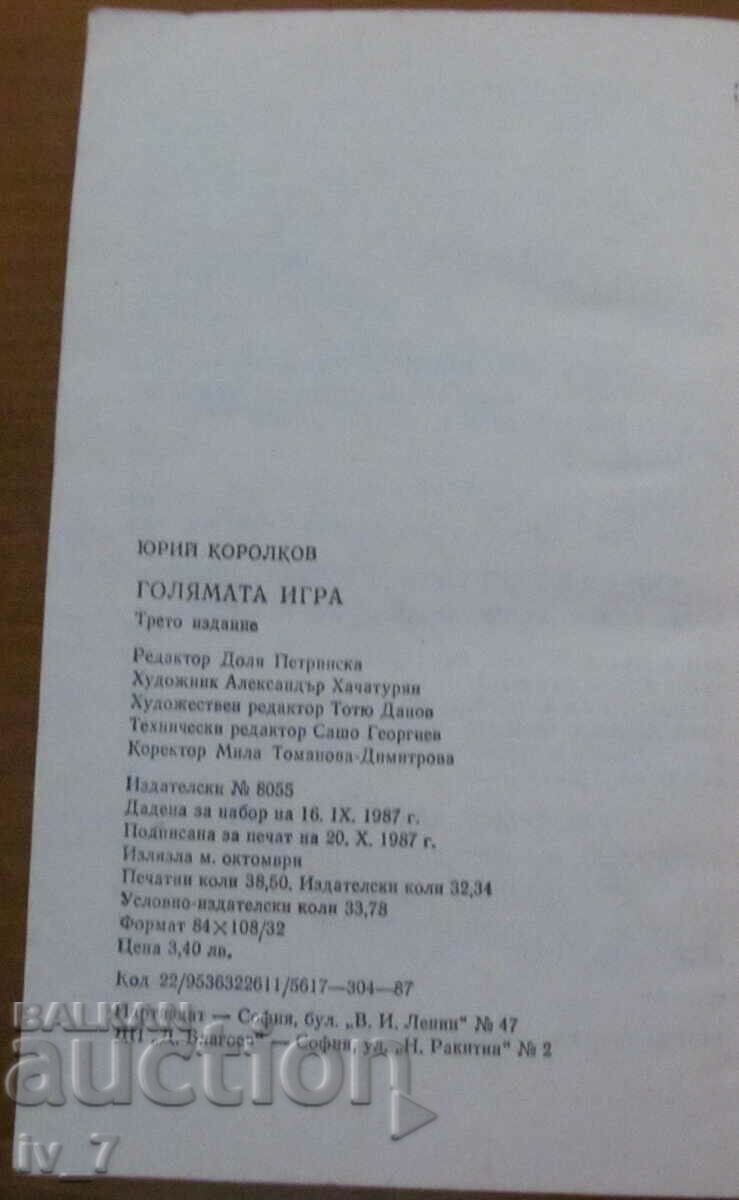 ЮРИЙ КОРОЛКОВ
ГОЛЯМАТА ИГРА
Трето издание
Редактор Доля Петринска
Художник Александър Хачатурян
Художествен редактор Тотю Данов
Технически редактор Сашо Георгиев
Коректор Мила Томанова-Димитрова
Издателски № 8055
Дадена за набор на 16. IX. 1987 г.
Подписана за печат на 20. X. 1987 г.
Излязла м. октомври
Печатни коли 38,50. Издателски коли 32,34
Условно-издателски коли 33,78
Формат 84×108/32
Цена 3,40 лв.
Код 22/9536322611/5617—304—87
Партиздат — София, бул. „В. И. Ленин“ № 47
ДП „Д. Благоев“ — София, ул. „Н. Ракитин“ № 2
BALKAN
auction
iv_7